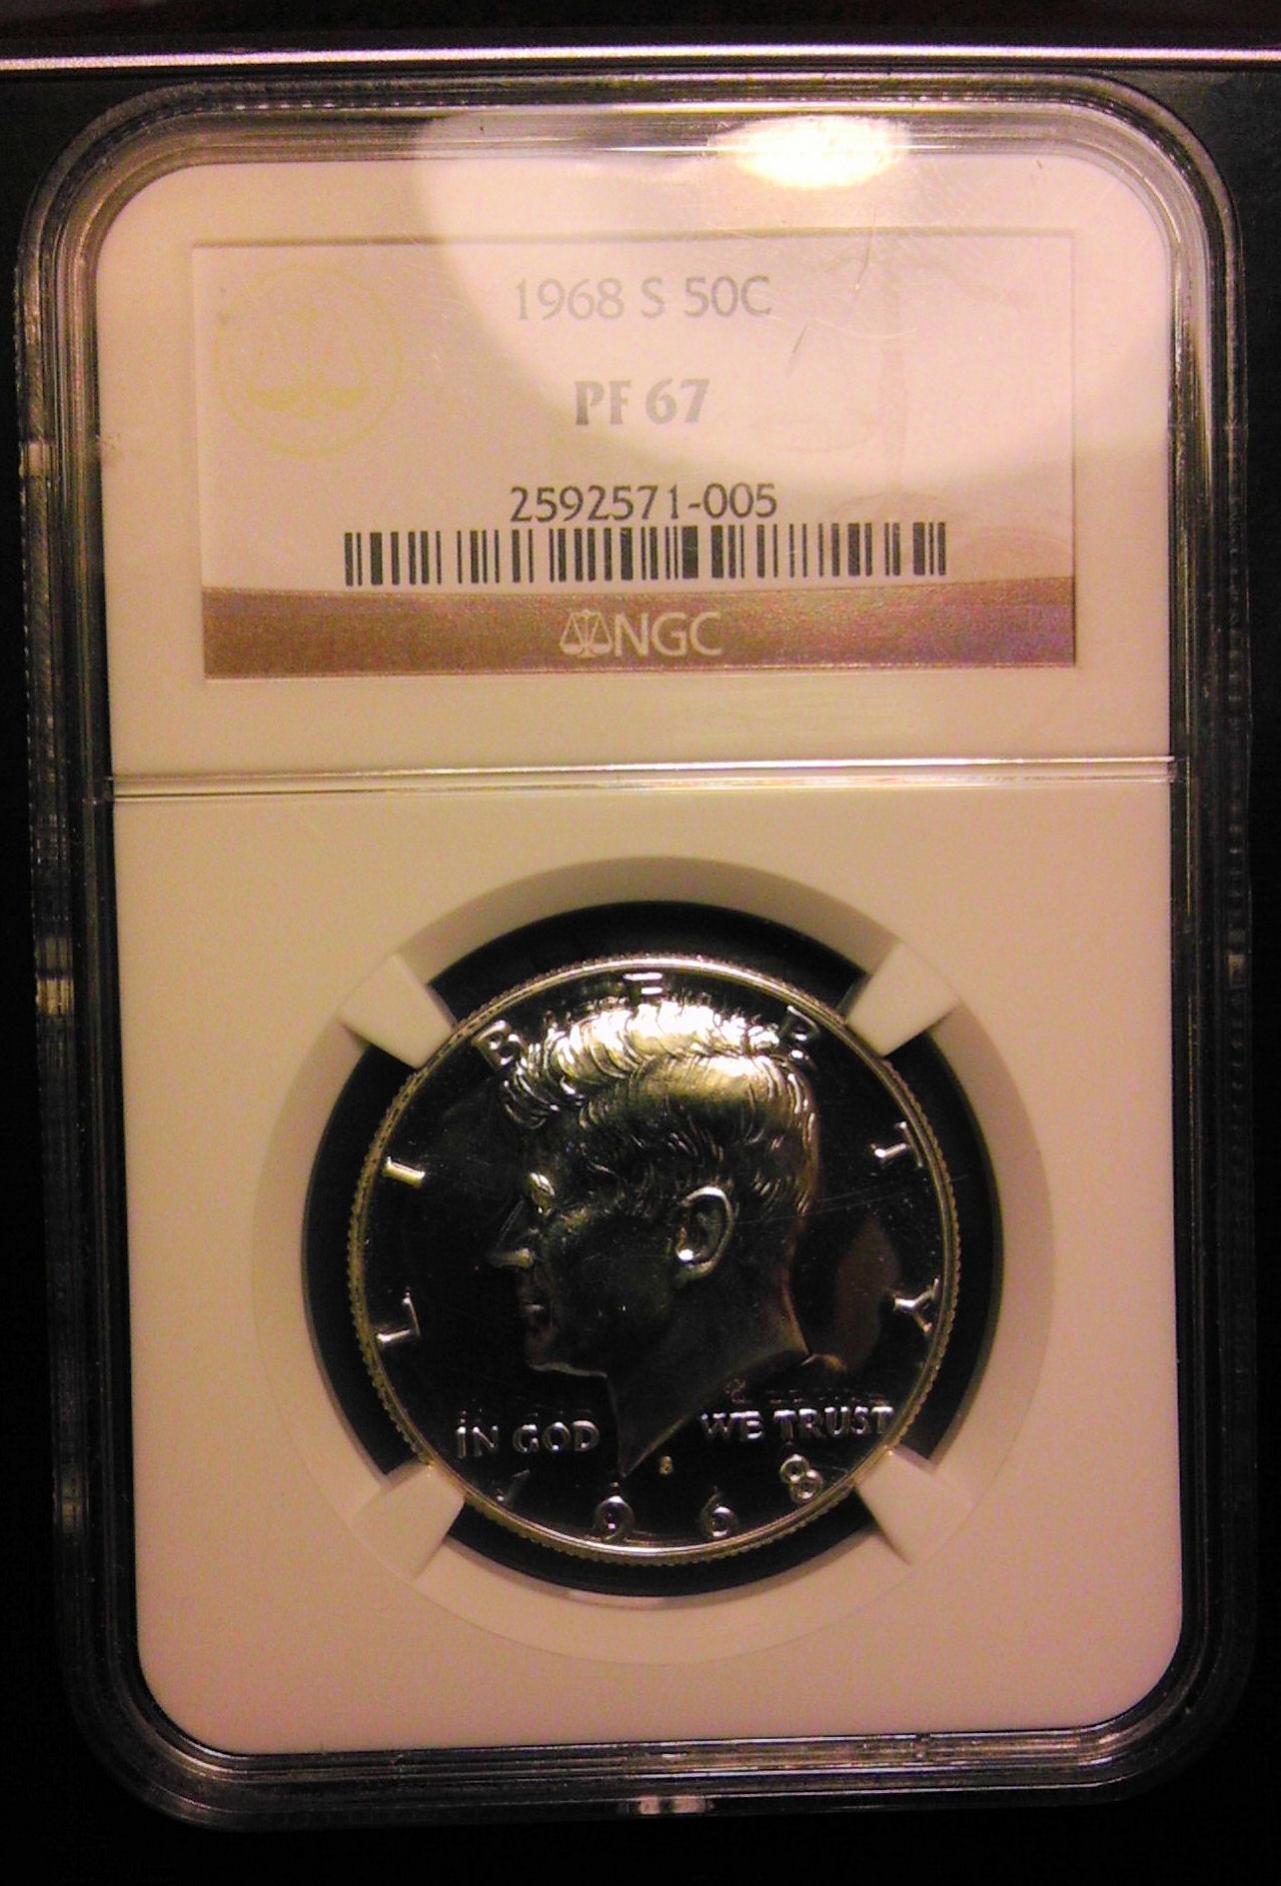 1968 S 50C
PF 67
2592571-005
NGC
LIBERTY
IN GOD WE TRUST
S
1968